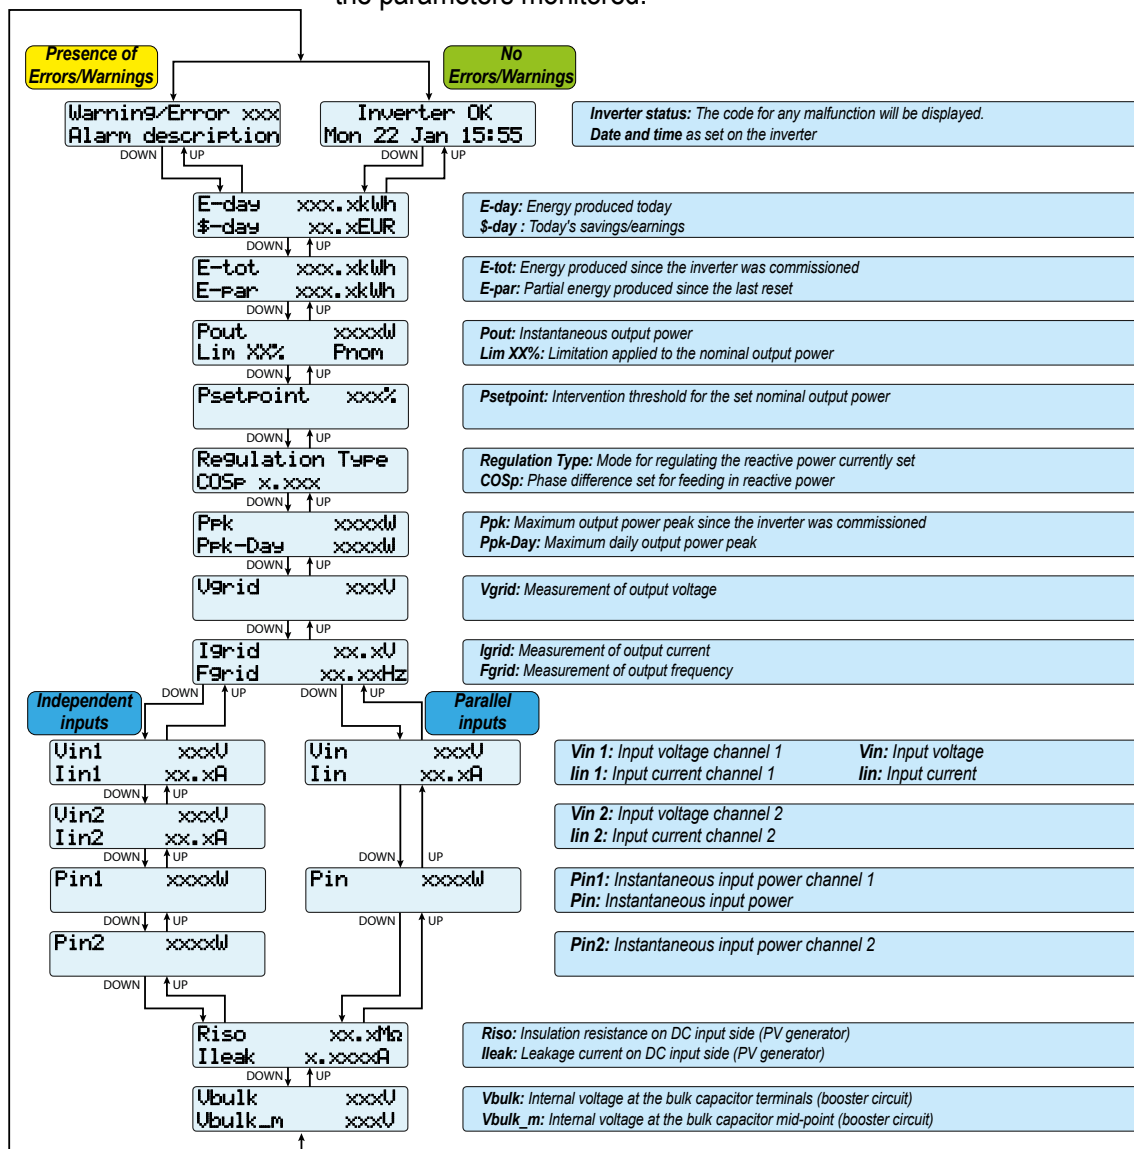 the parameters monitored.
Presence of
Errors/Warnings
No
Errors/Warnings
Warning/Error xxx
Alarm description
Inverter OK
Mon 22 Jan 15:55
Inverter status: The code for any malfunction will be displayed.
Date and time as set on the inverter
DOWN UP
DOWN UP
E-day xxx.xkWh
$-day xx.xEUR
E-day: Energy produced today
$-day : Today's savings/earnings
DOWN UP
E-tot xxx.xkWh
E-par xxx.xkWh
E-tot: Energy produced since the inverter was commissioned
E-par: Partial energy produced since the last reset
DOWN UP
Pout xxxxW
Lim XX% Pnom
Pout: Instantaneous output power
Lim XX%: Limitation applied to the nominal output power
DOWN UP
Psetpoint xxx%
Psetpoint: Intervention threshold for the set nominal output power
DOWN UP
Regulation Type
COSp x.xxx
Regulation Type: Mode for regulating the reactive power currently set
COSp: Phase difference set for feeding in reactive power
DOWN UP
Ppk xxxxW
Ppk-Day xxxxW
Ppk: Maximum output power peak since the inverter was commissioned
Ppk-Day: Maximum daily output power peak
DOWN UP
Vgrid xxxV
Vgrid: Measurement of output voltage
DOWN UP
Igrid xx.xV
Fgrid xx.xxHz
Igrid: Measurement of output current
Fgrid: Measurement of output frequency
DOWN UP
DOWN UP
Independent
inputs
Parallel
inputs
Vin1 xxxV
Iin1 xx.xA
Vin xxxV
Iin xx.xA
Vin 1: Input voltage channel 1 Vin: Input voltage
Iin 1: Input current channel 1 Iin: Input current
DOWN UP
Vin2 xxxV
Iin2 xx.xA
Vin 2: Input voltage channel 2
Iin 2: Input current channel 2
DOWN UP
DOWN UP
Pin1 xxxxW
Pin xxxxW
Pin1: Instantaneous input power channel 1
Pin: Instantaneous input power
DOWN UP
DOWN UP
Pin2 xxxxW
Pin2: Instantaneous input power channel 2
DOWN UP
Riso xx.xMΩ
Ileak x.xxxxA
Riso: Insulation resistance on DC input side (PV generator)
Ileak: Leakage current on DC input side (PV generator)
DOWN UP
Vbulk xxxV
Vbulk_m xxxV
Vbulk: Internal voltage at the bulk capacitor terminals (booster circuit)
Vbulk_m: Internal voltage at the bulk capacitor mid-point (booster circuit)